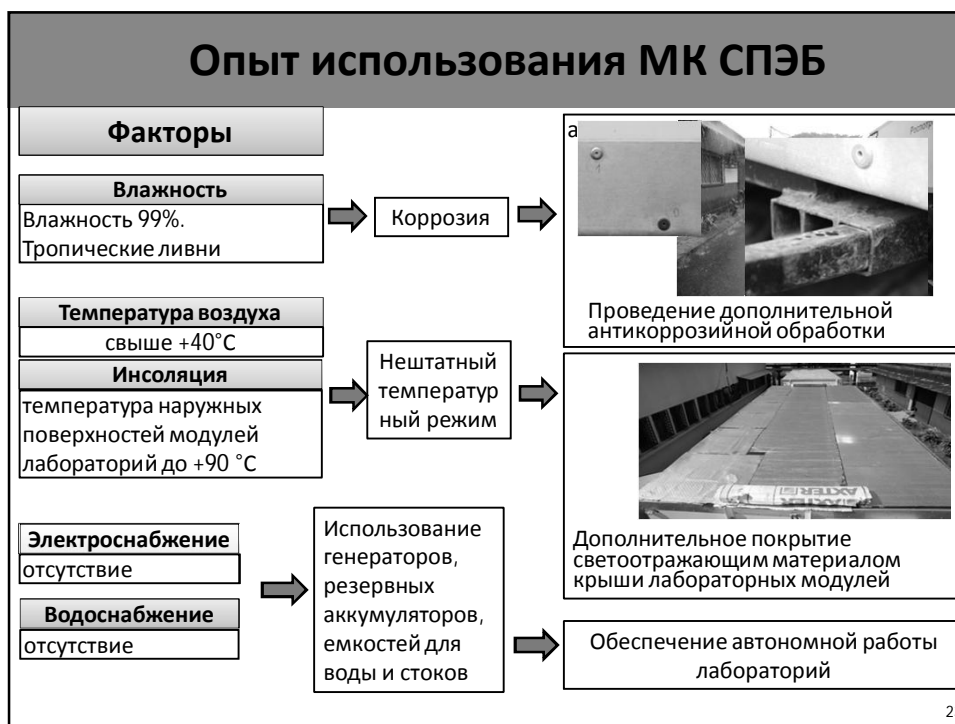 Опыт использования МК СПЭБ
Факторы
Влажность
Влажность 99%.
Тропические ливни
Коррозия
а
Проведение дополнительной
антикоррозийной обработки
Температура воздуха
свыше +40°С
Инсоляция
температура наружных
поверхностей модулей
лабораторий до +90 °С
Нештатный
температур
ный режим
AXTER
AXTER
Дополнительное покрытие
светоотражающим материалом
крыши лабораторных модулей
Электроснабжение
отсутствие
Водоснабжение
отсутствие
Использование
генераторов,
резервных
аккумуляторов,
емкостей для
воды и стоков
Обеспечение автономной работы
лабораторий
2